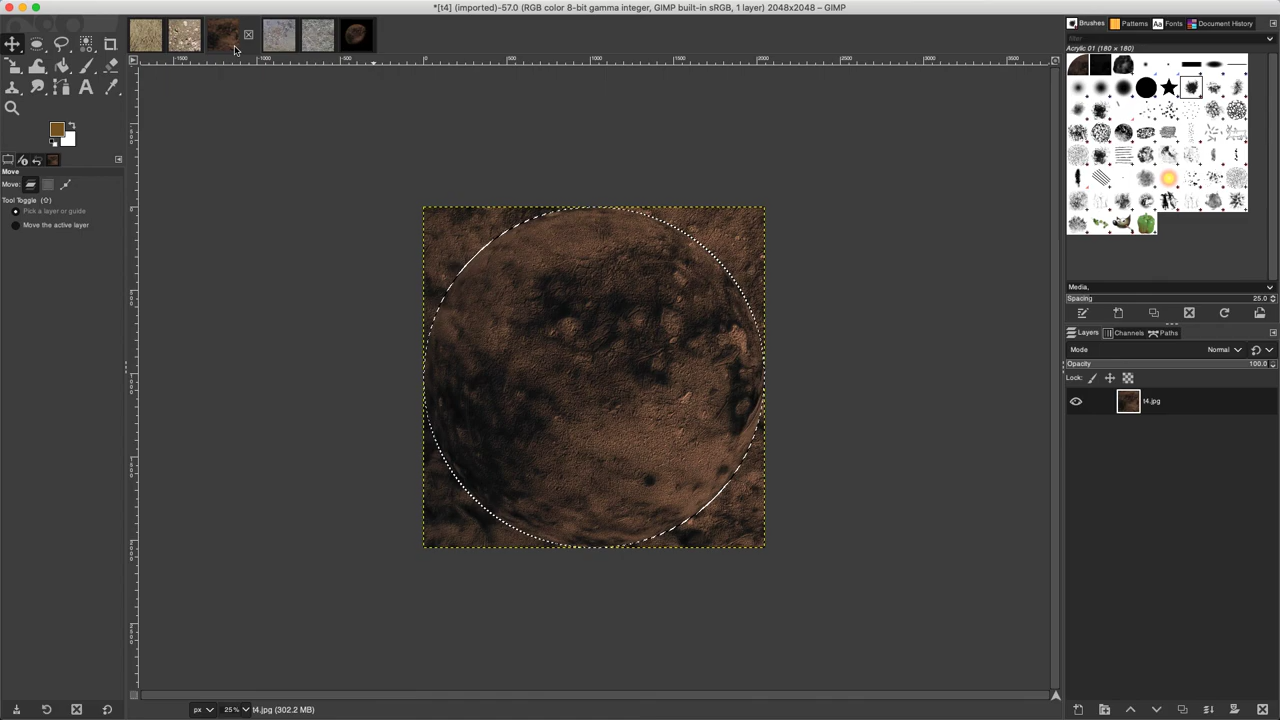 *[t4] (imported)-57.0 (RGB color 8-bit gamma integer, GIMP built-in sRGB, 1 layer) 2048x2048 – GIMP
Brushes
Patterns
Aa Fonts
Document History
filter
Acrylic 01 (180 × 180)
Move
Move:
Tool Toggle (⇧)
Pick a layer or guide
Move the active layer
Media,
Spacing 25.0
Layers
Channels
Paths
Mode Normal
Opacity 100.0
Lock:
t4.jpg
px 25% t4.jpg (302.2 MB)